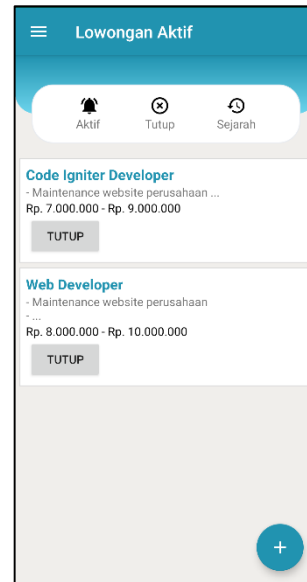 Lowongan Aktif
Aktif Tutup Sejarah
Code Igniter Developer
- Maintenance website perusahaan ...
Rp. 7.000.000 - Rp. 9.000.000
TUTUP
Web Developer
- Maintenance website perusahaan
- ...
Rp. 8.000.000 - Rp. 10.000.000
TUTUP